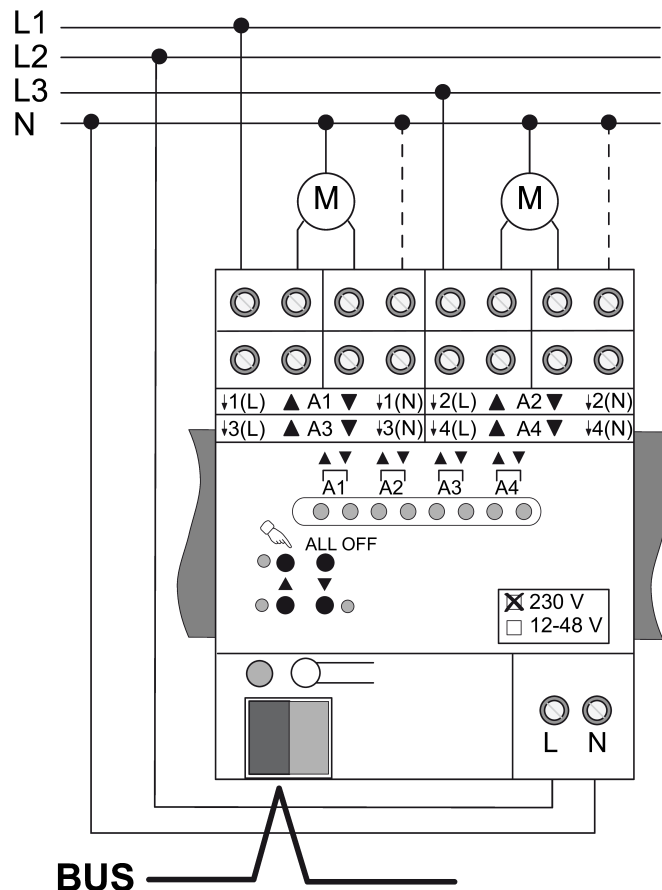 L1
L2
L3
N
M M
↓1(L) ▲ A1 ▼ ↓1(N) ↓2(L) ▲ A2 ▼ ↓2(N)
↓3(L) ▲ A3 ▼ ↓3(N) ↓4(L) ▲ A4 ▼ ↓4(N)
▲ ▼ ▲ ▼ ▲ ▼ ▲ ▼
A1 A2 A3 A4
ALL OFF
▲ ▼
☒ 230 V
☐ 12-48 V
L N
BUS